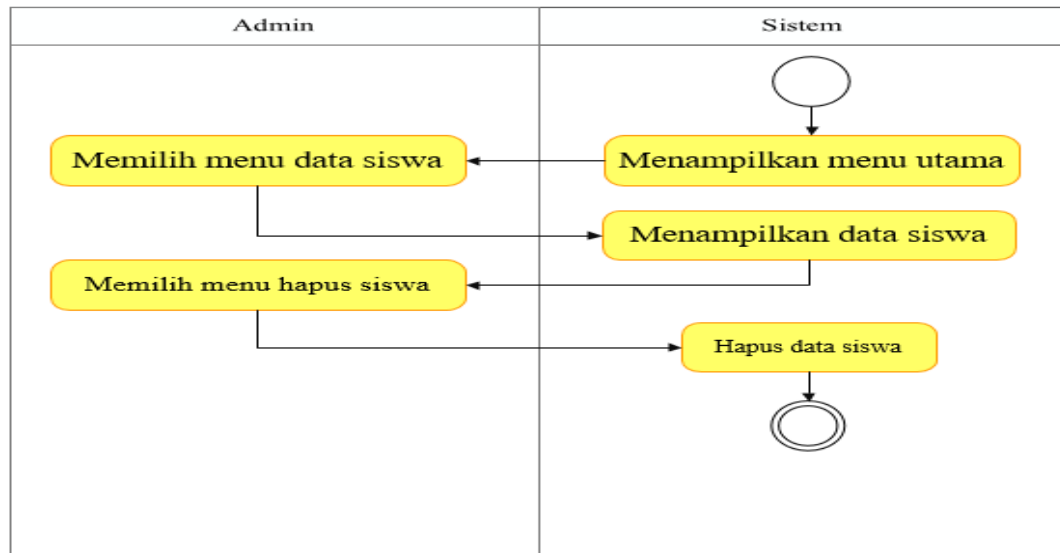 Admin
Sistem
Memilih menu data siswa
Menampilkan menu utama
Menampilkan data siswa
Memilih menu hapus siswa
Hapus data siswa